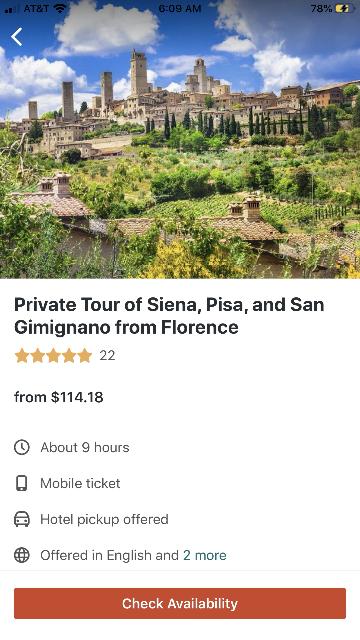 AT&T 6:09 AM 78%
Private Tour of Siena, Pisa, and San
Gimignano from Florence
22
from $114.18
About 9 hours
Mobile ticket
Hotel pickup offered
Offered in English and 2 more
Check Availability